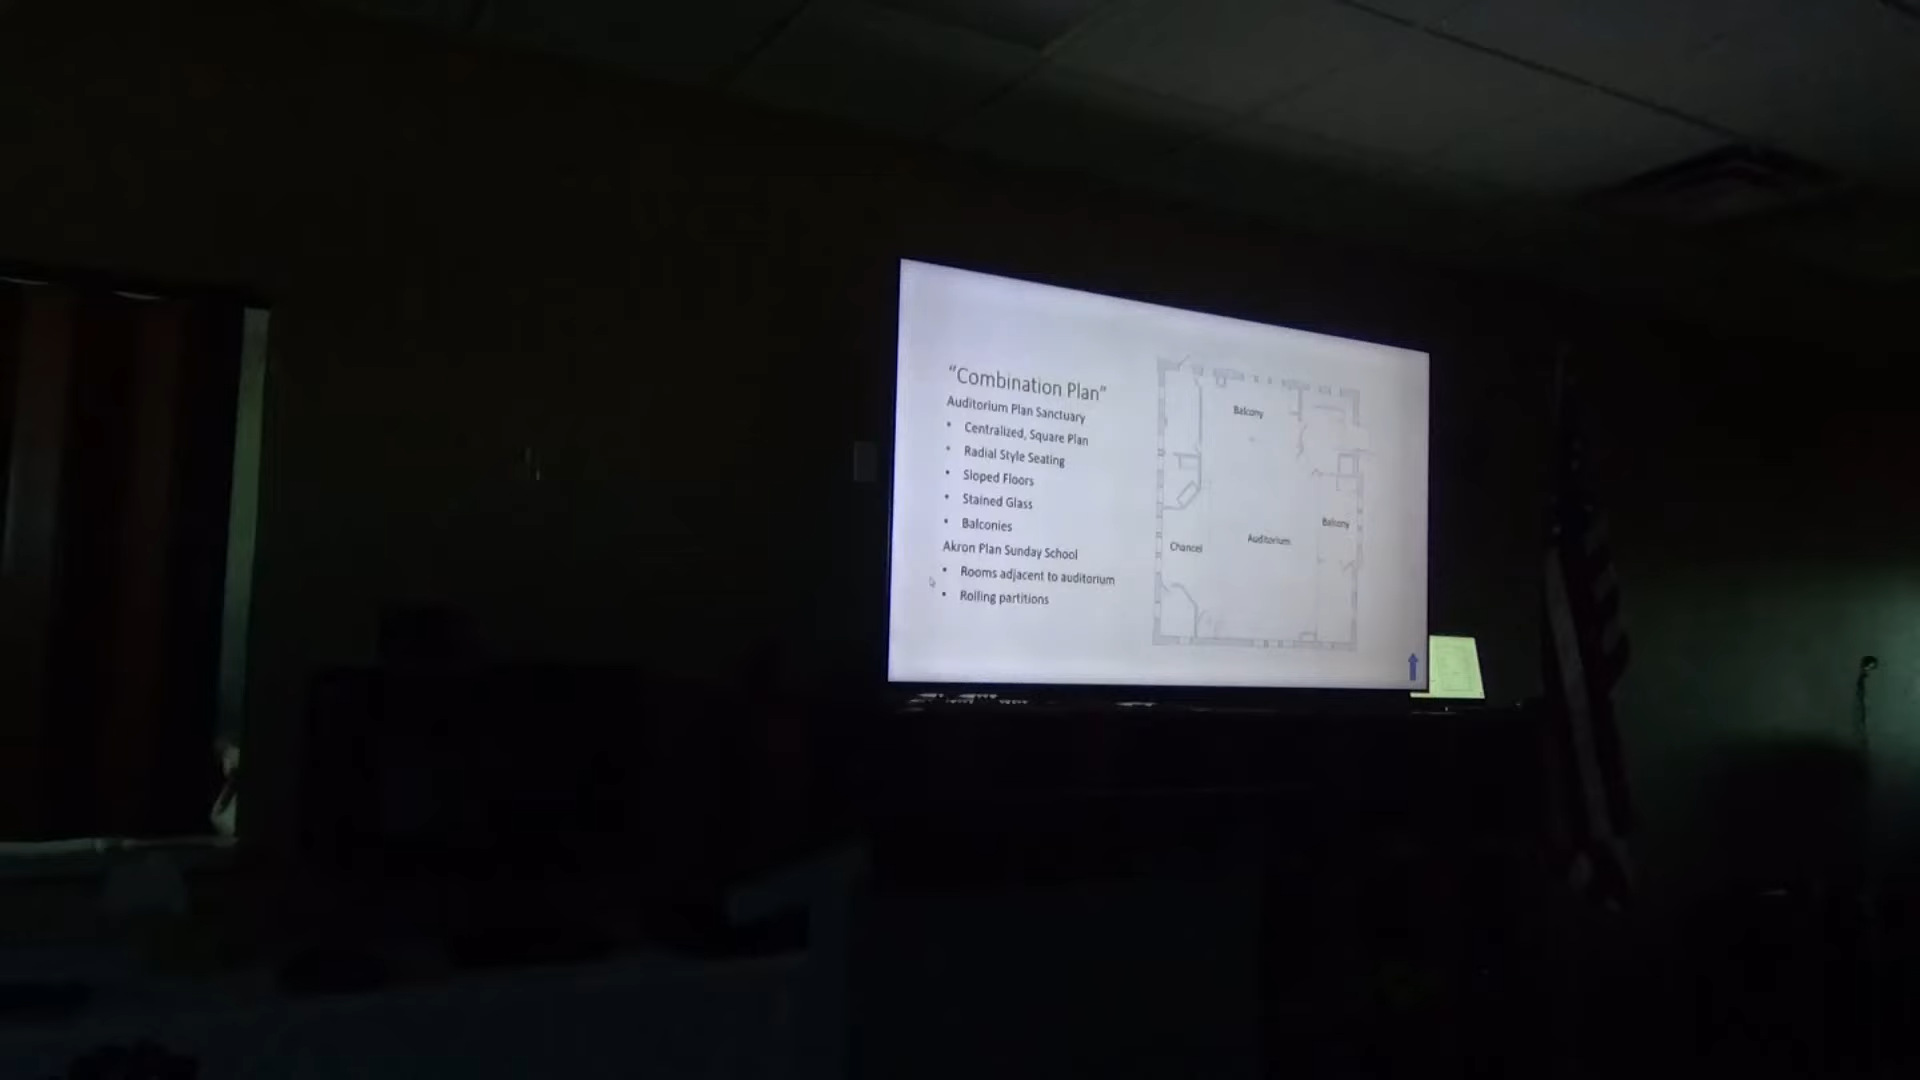 “Combination Plan”
Auditorium Plan Sanctuary
• Centralized, Square Plan
• Radial Style Seating
• Sloped Floors
• Stained Glass
• Balconies
Akron Plan Sunday School
• Rooms adjacent to auditorium
• Rolling partitions
Balcony
Balcony
Auditorium
Chancel